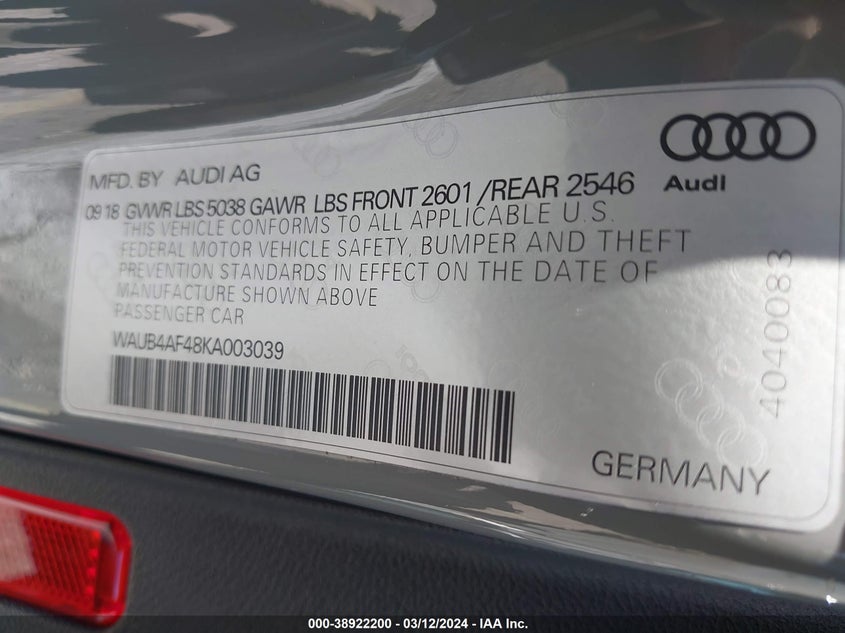 MFD. BY AUDI AG
Audi
09 18 GVWR LBS 5038 GAWR LBS FRONT 2601 /REAR 2546
THIS VEHICLE CONFORMS TO ALL APPLICABLE U.S.
FEDERAL MOTOR VEHICLE SAFETY, BUMPER AND THEFT
PREVENTION STANDARDS IN EFFECT ON THE DATE OF
MANUFACTURE SHOWN ABOVE
PASSENGER CAR
WAUB4AF48KA003039
4040083
GERMANY
000-38922200 - 03/12/2024 - IAA Inc.